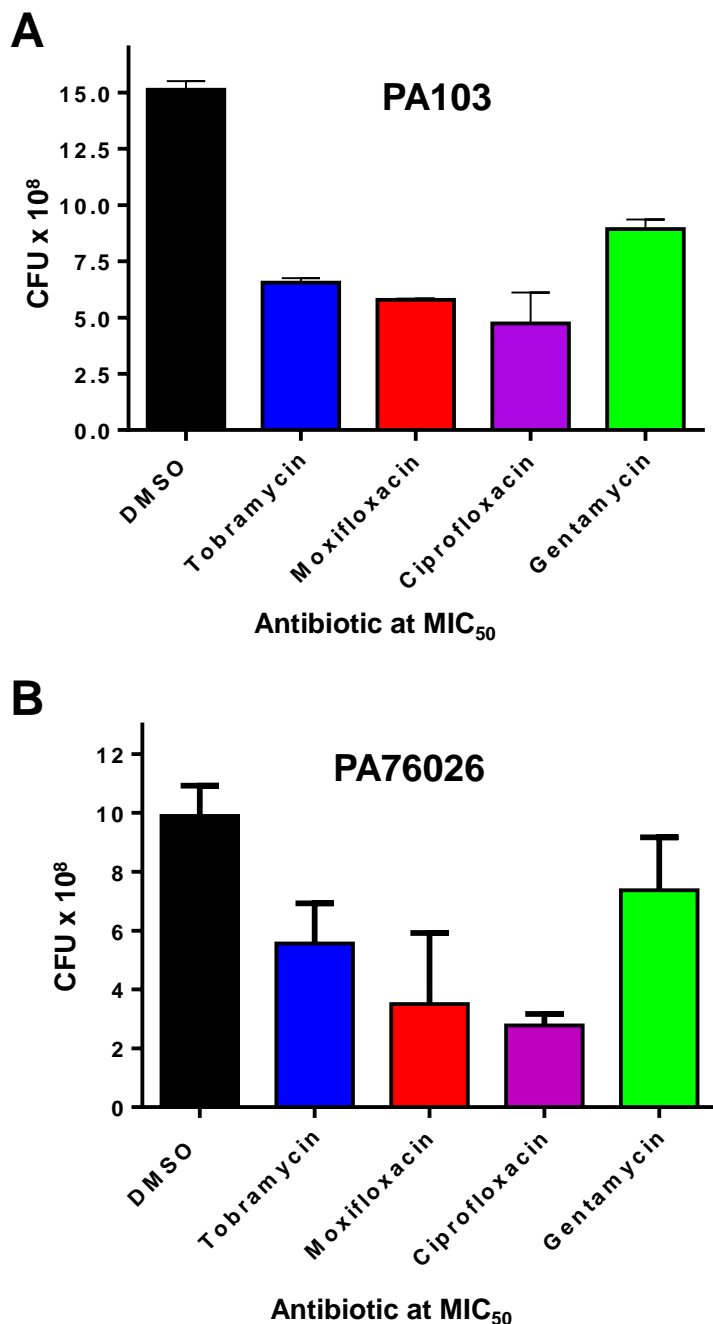 A
PA103
CFU x 10⁸
15.0
12.5
10.0
7.5
5.0
2.5
0.0
DMSO
Tobramycin
Moxifloxacin
Ciprofloxacin
Gentamycin
Antibiotic at MIC₅₀
B
PA76026
CFU x 10⁸
12
10
8
6
4
2
0
DMSO
Tobramycin
Moxifloxacin
Ciprofloxacin
Gentamycin
Antibiotic at MIC₅₀